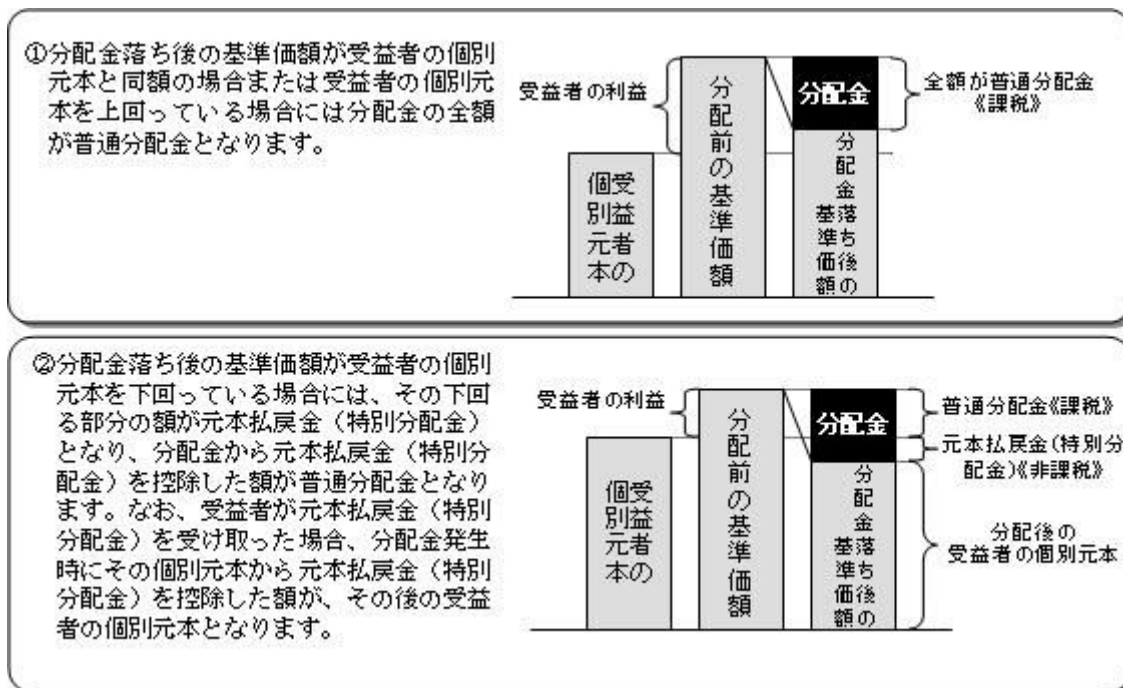 ①分配金落ち後の基準価額が受益者の個別
元本と同額の場合または受益者の個別元
本を上回っている場合には分配金の全額
が普通分配金となります。
受益者の利益
受益者の
個別元本
分配前の基準価額
分配金
分配金落ち後の
基準価額
全額が普通分配金
《課税》
②分配金落ち後の基準価額が受益者の個別
元本を下回っている場合には、その下回
る部分の額が元本払戻金（特別分配金）
となり、分配金から元本払戻金（特別分
配金）を控除した額が普通分配金となり
ます。なお、受益者が元本払戻金（特別
分配金）を受け取った場合、分配金発生
時にその個別元本から元本払戻金（特別
分配金）を控除した額が、その後の受益
者の個別元本となります。
受益者の利益
受益者の
個別元本
分配前の基準価額
分配金
分配金落ち後の
基準価額
普通分配金《課税》
元本払戻金（特別分
配金）《非課税》
分配後の
受益者の個別元本